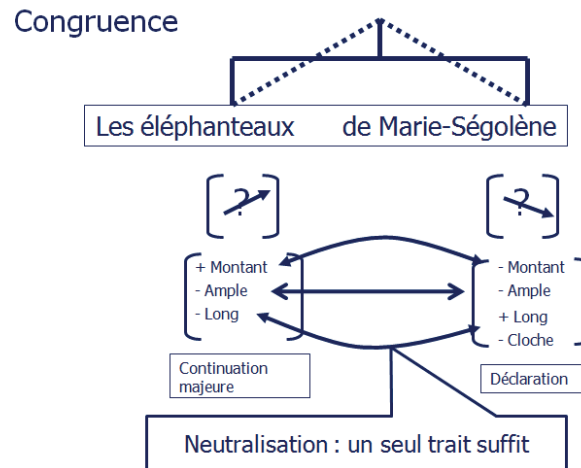 Congruence
Les éléphanteaux de Marie-Ségolène
? ?
+ Montant
- Ample
- Long
- Montant
- Ample
+ Long
- Cloche
Continuation
majeure
Déclaration
Neutralisation : un seul trait suffit